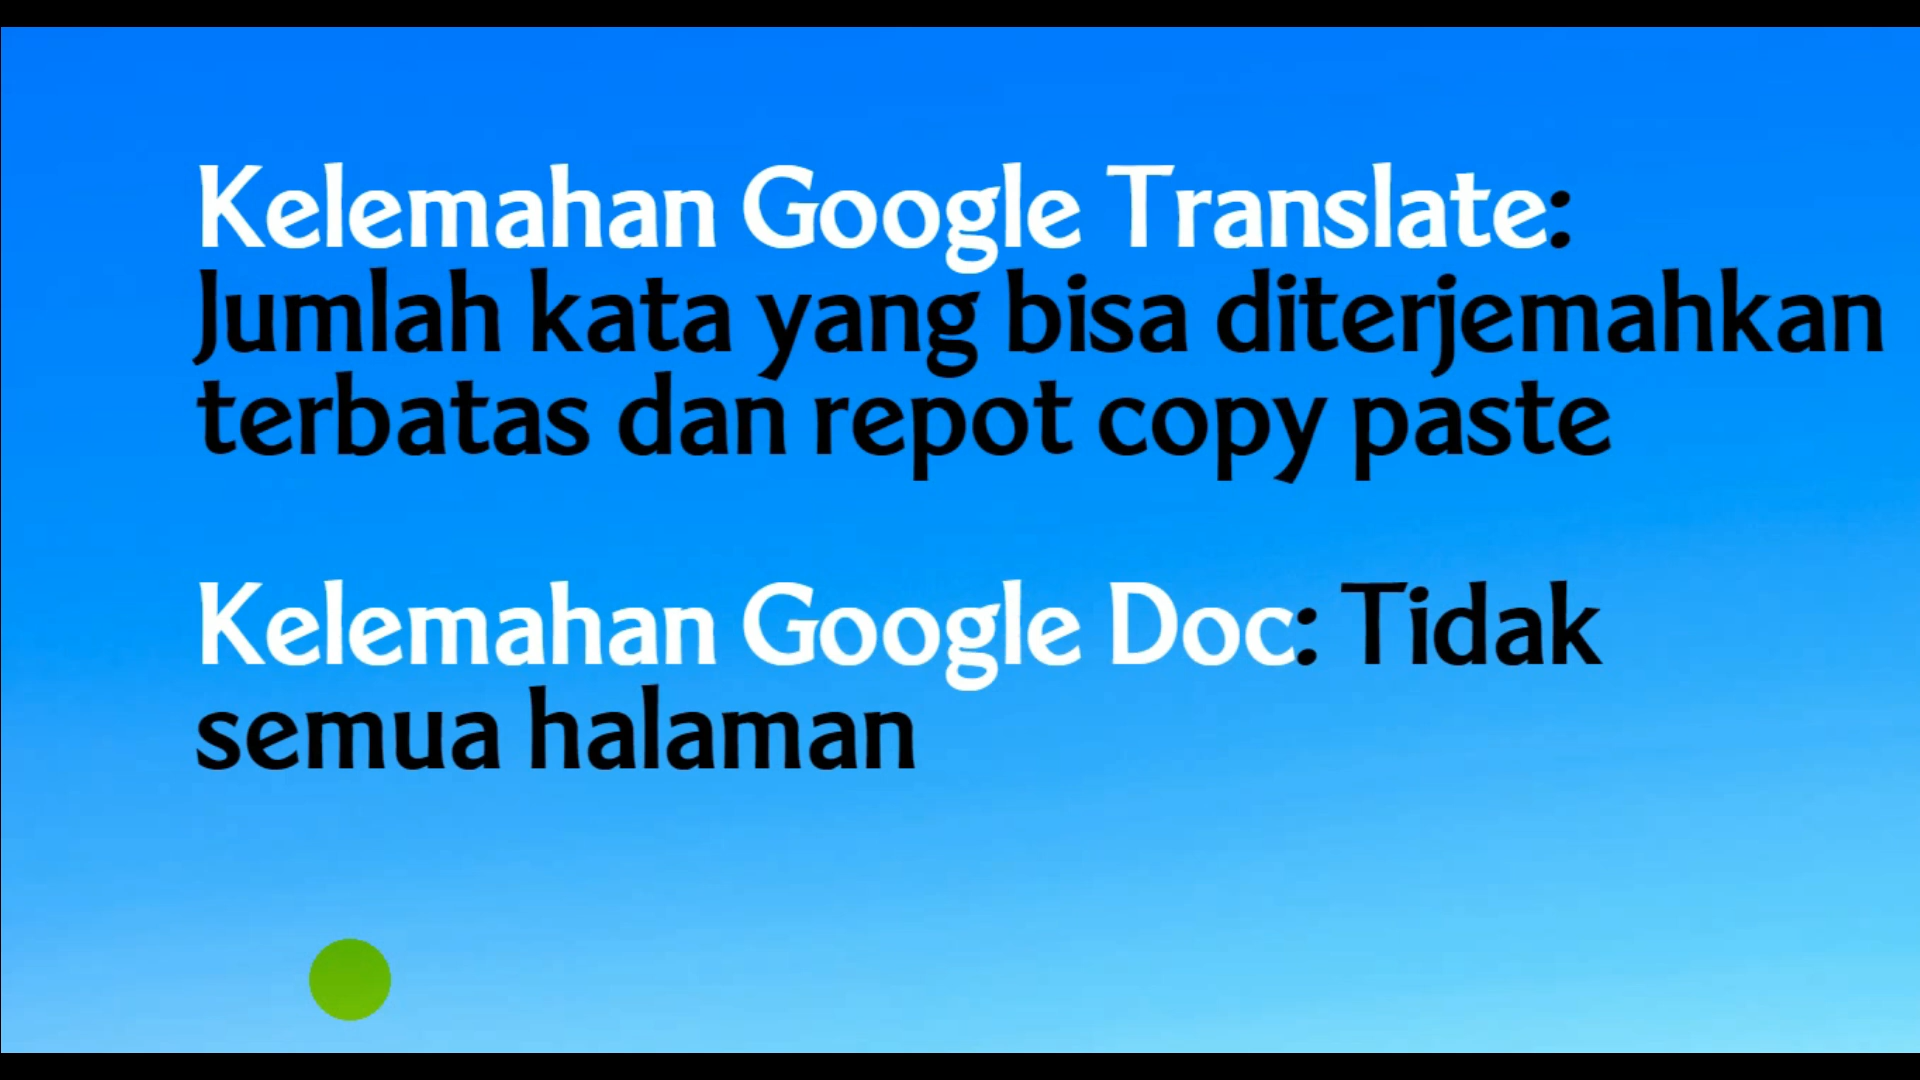 Kelemahan Google Translate:
Jumlah kata yang bisa diterjemahkan
terbatas dan repot copy paste
Kelemahan Google Doc: Tidak
semua halaman